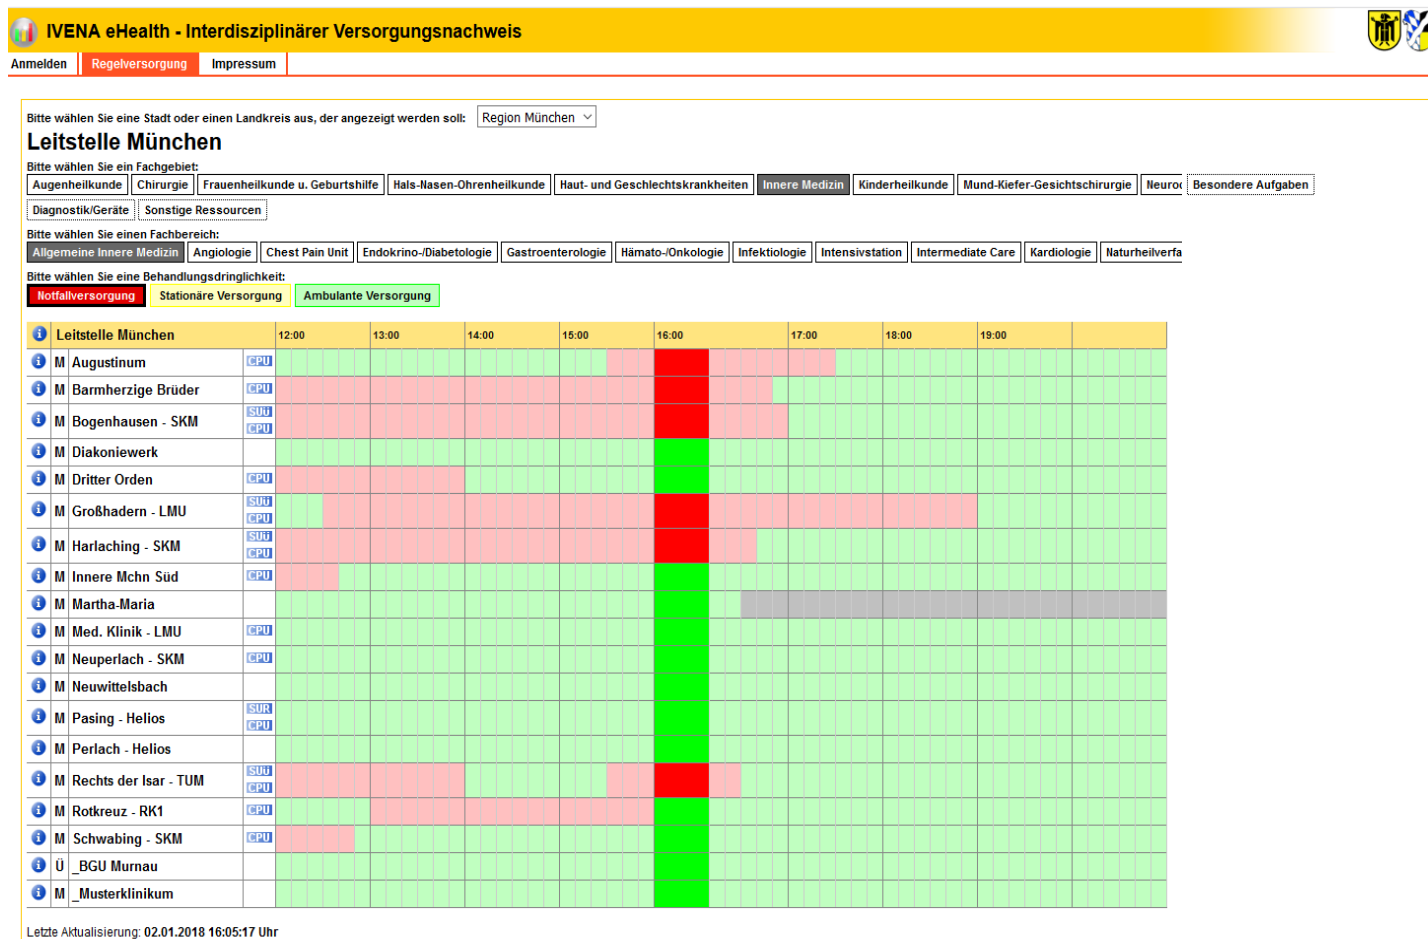 IVENA eHealth - Interdisziplinärer Versorgungsnachweis
Anmelden Regelversorgung Impressum
Bitte wählen Sie eine Stadt oder einen Landkreis aus, der angezeigt werden soll: Region München
Leitstelle München
Bitte wählen Sie ein Fachgebiet:
Augenheilkunde Chirurgie Frauenheilkunde u. Geburtshilfe Hals-Nasen-Ohrenheilkunde Haut- und Geschlechtskrankheiten Innere Medizin Kinderheilkunde Mund-Kiefer-Gesichtschirurgie Besondere Aufgaben
Diagnostik/Geräte Sonstige Ressourcen
Bitte wählen Sie einen Fachbereich:
Allgemeine Innere Medizin Angiologie Chest Pain Unit Endokrino-/Diabetologie Gastroenterologie Hämato-/Onkologie Infektiologie Intensivstation Intermediate Care Kardiologie Naturheilverfa
Bitte wählen Sie eine Behandlungsdringlichkeit:
Notfallversorgung Stationäre Versorgung Ambulante Versorgung
Leitstelle München 12:00 13:00 14:00 15:00 16:00 17:00 18:00 19:00
M Augustinum CPU
M Barmherzige Brüder CPU
M Bogenhausen - SKM SÜÜ CPU
M Diakoniewerk
M Dritter Orden CPU
M Großhadern - LMU SÜÜ CPU
M Harlaching - SKM SÜÜ CPU
M Innere Mchn Süd CPU
M Martha-Maria
M Med. Klinik - LMU CPU
M Neuperlach - SKM CPU
M Neuwittelsbach
M Pasing - Helios SUR CPU
M Perlach - Helios
M Rechts der Isar - TUM SÜÜ CPU
M Rotkreuz - RK1 CPU
M Schwabing - SKM CPU
Ü _BGU Murnau
M _Musterklinikum
Letzte Aktualisierung: 02.01.2018 16:05:17 Uhr